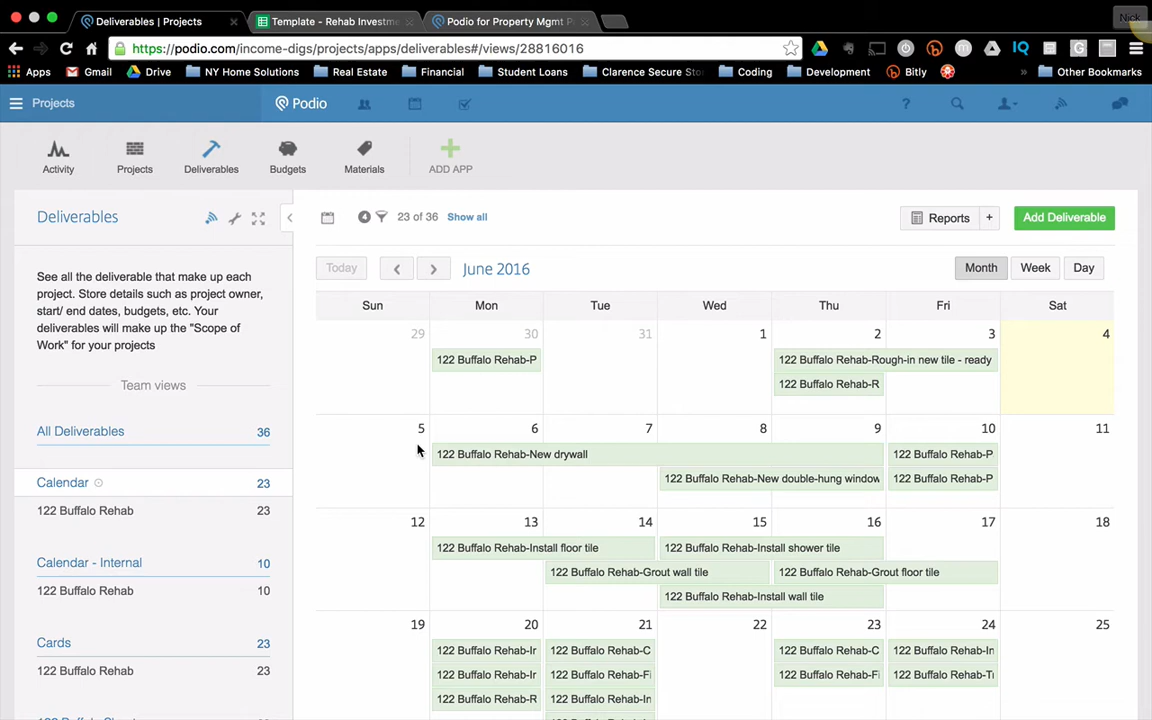 Deliverables | Projects
Template - Rehab Investme
Podio for Property Mgmt P
Nick
https://podio.com/income-digs/projects/apps/deliverables#/views/28816016
IQ
Apps
Gmail
Drive
NY Home Solutions
Real Estate
Financial
Student Loans
Clarence Secure Sto
Coding
Development
Bitly
»
Other Bookmarks
Projects
Podio
?
Activity
Projects
Deliverables
Budgets
Materials
ADD APP
Deliverables
4
23 of 36
Show all
Reports
+
Add Deliverable
See all the deliverable that make up each
project. Store details such as project owner,
start/ end dates, budgets, etc. Your
deliverables will make up the "Scope of
Work" for your projects
Team views
All Deliverables 36
Calendar 23
122 Buffalo Rehab 23
Calendar - Internal 10
122 Buffalo Rehab 10
Cards 23
122 Buffalo Rehab 23
Today
June 2016
Month
Week
Day
Sun Mon Tue Wed Thu Fri Sat
29 30 31 1 2 3 4
122 Buffalo Rehab-P
122 Buffalo Rehab-Rough-in new tile - ready
122 Buffalo Rehab-R
5 6 7 8 9 10 11
122 Buffalo Rehab-New drywall
122 Buffalo Rehab-P
122 Buffalo Rehab-New double-hung window
122 Buffalo Rehab-P
12 13 14 15 16 17 18
122 Buffalo Rehab-Install floor tile
122 Buffalo Rehab-Install shower tile
122 Buffalo Rehab-Grout wall tile
122 Buffalo Rehab-Grout floor tile
122 Buffalo Rehab-Install wall tile
19 20 21 22 23 24 25
122 Buffalo Rehab-Ir
122 Buffalo Rehab-C
122 Buffalo Rehab-C
122 Buffalo Rehab-In
122 Buffalo Rehab-Ir
122 Buffalo Rehab-Fi
122 Buffalo Rehab-Fi
122 Buffalo Rehab-Ti
122 Buffalo Rehab-R
122 Buffalo Rehab-In